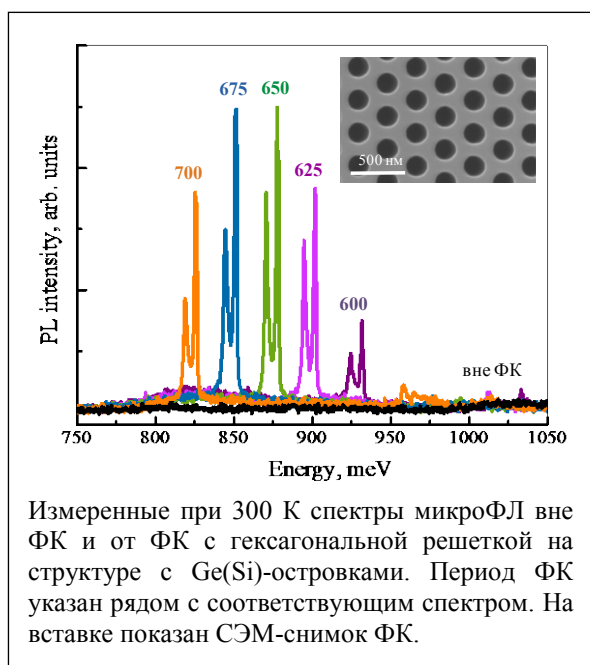 675 650
700
625
600
500 нм
вне ФК
PL intensity, arb. units
750 800 850 900 950 1000 1050
Energy, meV
Измеренные при 300 К спектры микроФЛ вне
ФК и от ФК с гексагональной решеткой на
структуре с Ge(Si)-островками. Период ФК
указан рядом с соответствующим спектром. На
вставке показан СЭМ-снимок ФК.